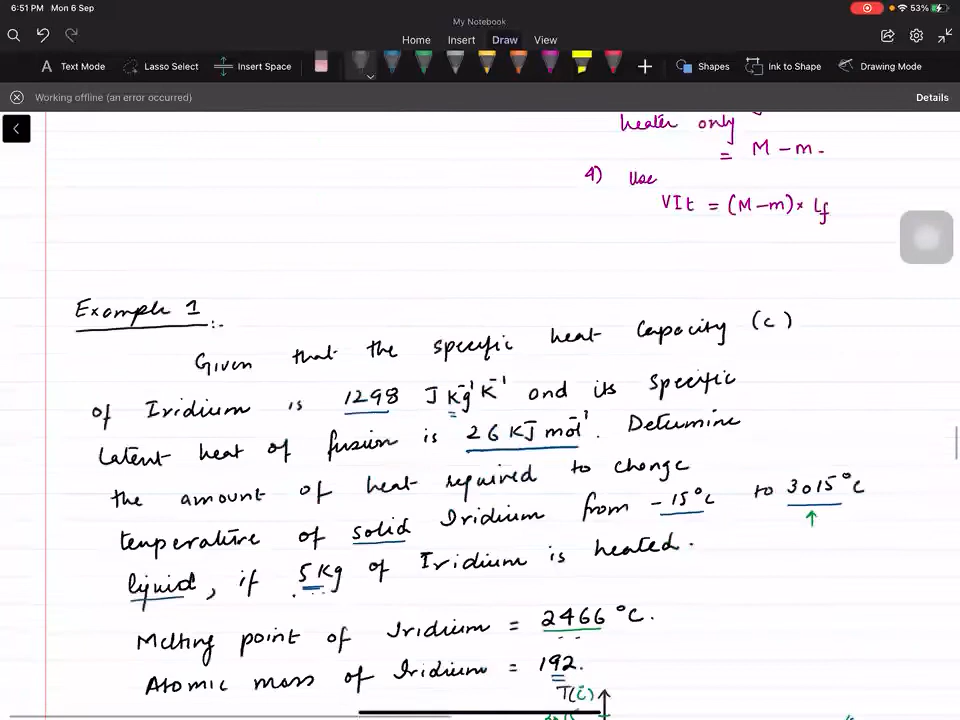 6:51 PM Mon 6 Sep
53%
My Notebook
Home Insert Draw View
Text Mode Lasso Select Insert Space Shapes Ink to Shape Drawing Mode
Working offline (an error occurred) Details
heater only
= M - m.
4) Use
VIt = (M-m)× Lf
Example 1 :-
Given that the specific heat Capacity (c)
of Iridium is 1298 J Kg⁻¹ K⁻¹ and its specific
latent heat of fusion is 26 KJ mol⁻¹. Determine
the amount of heat required to change
temperature of solid Iridium from -15°C to 3015°C
liquid, if 5Kg of Iridium is heated.
Melting point of Iridium = 2466 °C.
Atomic mass of Iridium = 192.
T(°C)